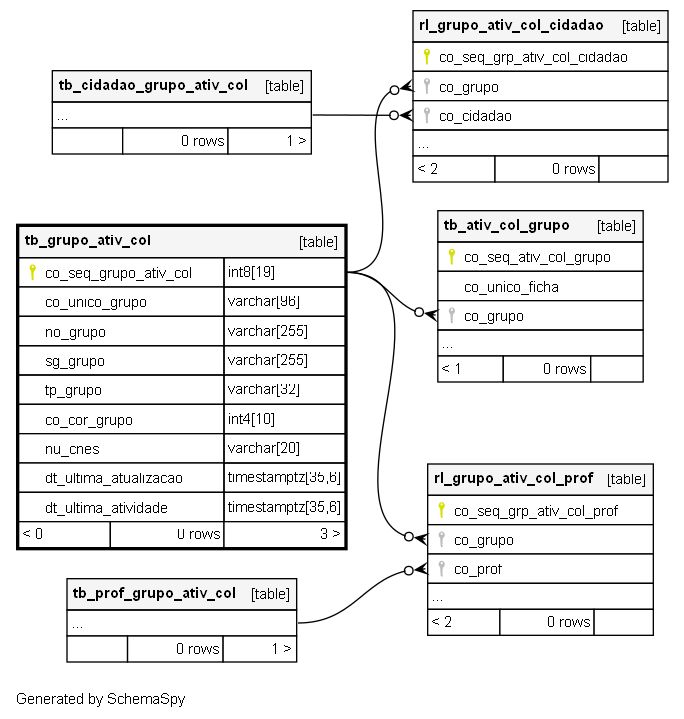 rl_grupo_ativ_col_cidadao [table]
co_seq_grp_ativ_col_cidadao
co_grupo
co_cidadao
...
< 2 0 rows
tb_cidadao_grupo_ativ_col [table]
...
0 rows 1 >
tb_grupo_ativ_col [table]
co_seq_grupo_ativ_col int8[19]
co_unico_grupo varchar[96]
no_grupo varchar[255]
sg_grupo varchar[255]
tp_grupo varchar[32]
co_cor_grupo int4[10]
nu_cnes varchar[20]
dt_ultima_atualizacao timestamptz[35,6]
dt_ultima_atividade timestamptz[35,6]
< 0 0 rows 3 >
tb_ativ_col_grupo [table]
co_seq_ativ_col_grupo
co_unico_ficha
co_grupo
...
< 1 0 rows
rl_grupo_ativ_col_prof [table]
co_seq_grp_ativ_col_prof
co_grupo
co_prof
...
< 2 0 rows
tb_prof_grupo_ativ_col [table]
...
0 rows 1 >
Generated by SchemaSpy